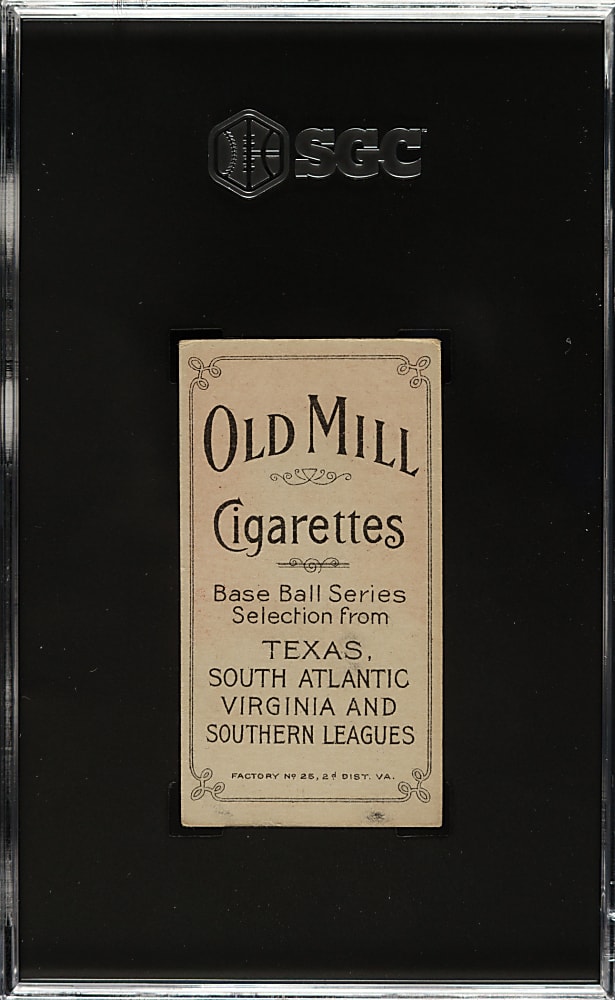 SGC
OLD MILL
Cigarettes
Base Ball Series
Selection from
TEXAS,
SOUTH ATLANTIC
VIRGINIA AND
SOUTHERN LEAGUES
FACTORY Nº 25, 2d DIST. VA.